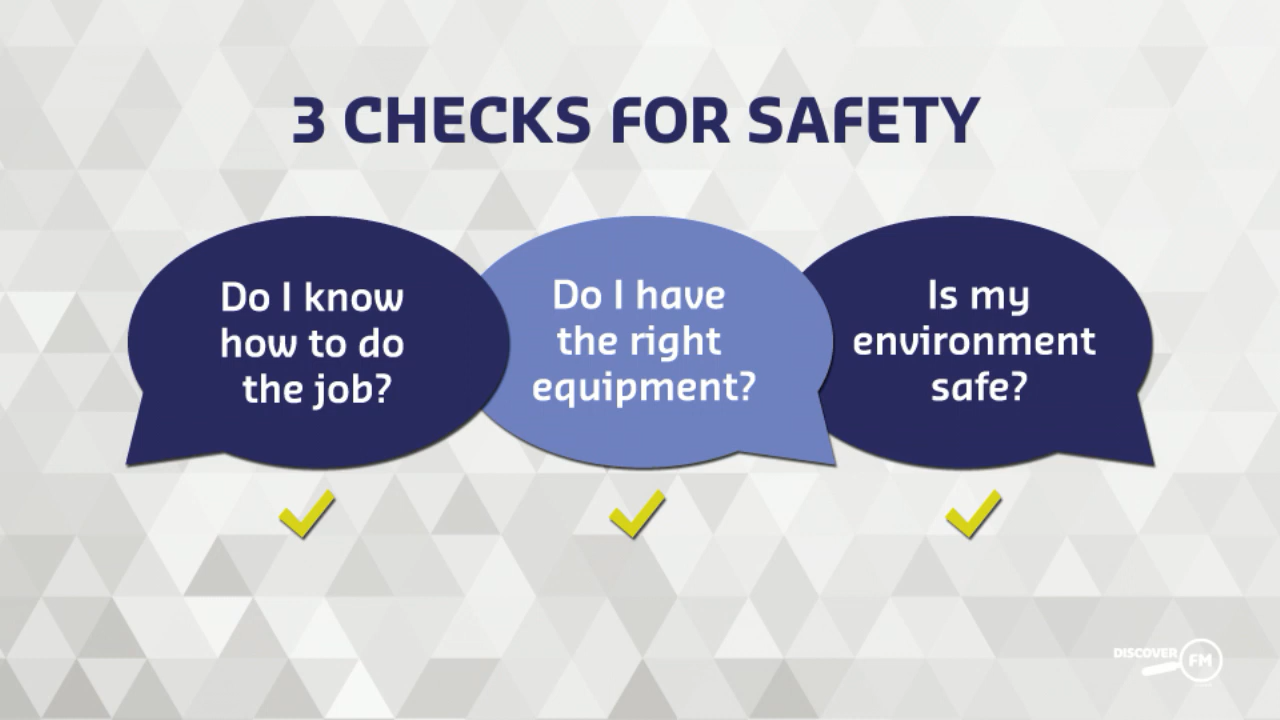 3 CHECKS FOR SAFETY
Do I know
how to do
the job?
Do I have
the right
equipment?
Is my
environment
safe?
DISCOVER
FM